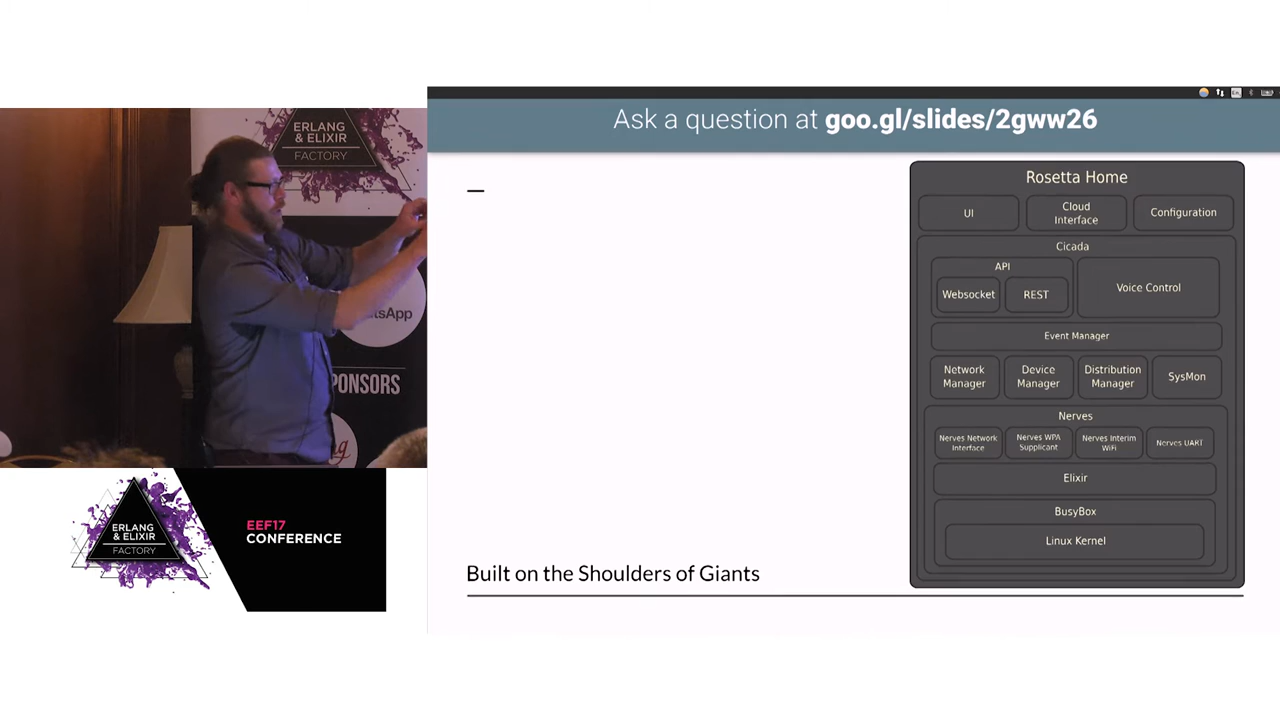 ERLANG
& ELIXIR
FACTORY
tsApp
PONSORS
ERLANG
& ELIXIR
FACTORY
EEF17
CONFERENCE
Ask a question at goo.gl/slides/2gww26
Built on the Shoulders of Giants
Rosetta Home
UI
Cloud
Interface
Configuration
Cicada
API
Websocket
REST
Voice Control
Event Manager
Network
Manager
Device
Manager
Distribution
Manager
SysMon
Nerves
Nerves Network
Interface
Nerves WPA
Supplicant
Nerves Interim
WiFi
Nerves UART
Elixir
BusyBox
Linux Kernel